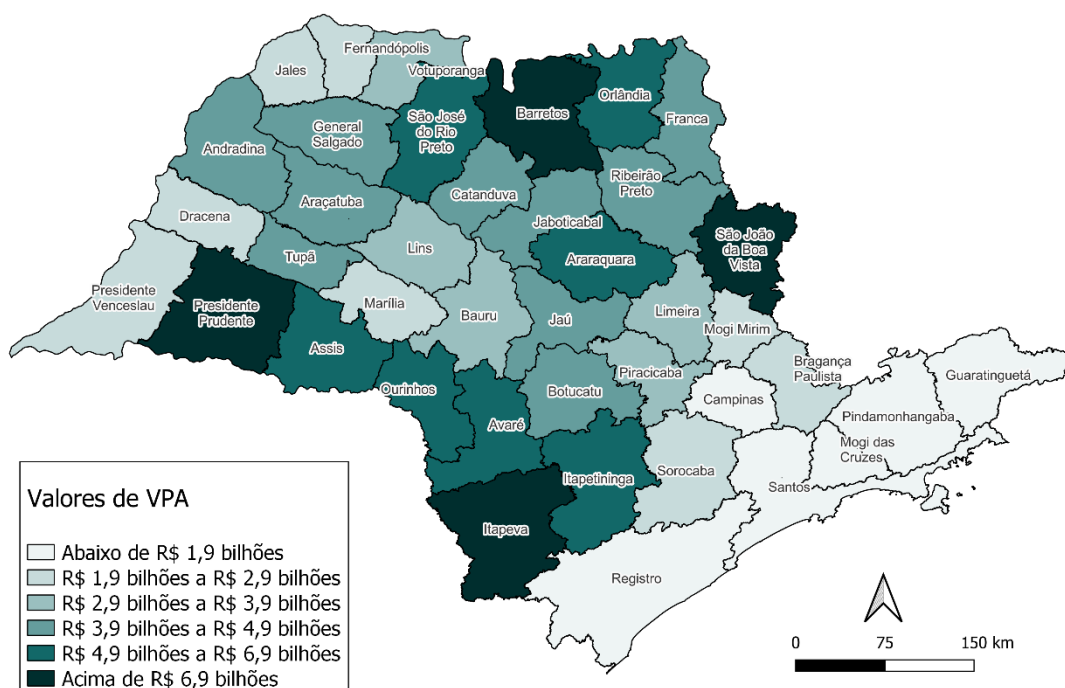 Fernandópolis
Jales
Votuporanga
Barretos
Orlândia
Franca
São José
do Rio
Preto
General
Salgado
Andradina
Ribeirão
Preto
Catanduva
Araçatuba
Dracena
Jaboticabal
São João
da Boa
Vista
Lins
Araraquara
Tupã
Presidente
Venceslau
Presidente
Prudente
Marília
Bauru
Jaú
Limeira
Mogi Mirim
Assis
Bragança
Paulista
Piracicaba
Guaratinguetá
Ourinhos
Botucatu
Campinas
Pindamonhangaba
Avaré
Mogi das
Cruzes
Itapetininga
Sorocaba
Santos
Itapeva
Registro
Valores de VPA
Abaixo de R$ 1,9 bilhões
R$ 1,9 bilhões a R$ 2,9 bilhões
R$ 2,9 bilhões a R$ 3,9 bilhões
R$ 3,9 bilhões a R$ 4,9 bilhões
R$ 4,9 bilhões a R$ 6,9 bilhões
Acima de R$ 6,9 bilhões
0 75 150 km